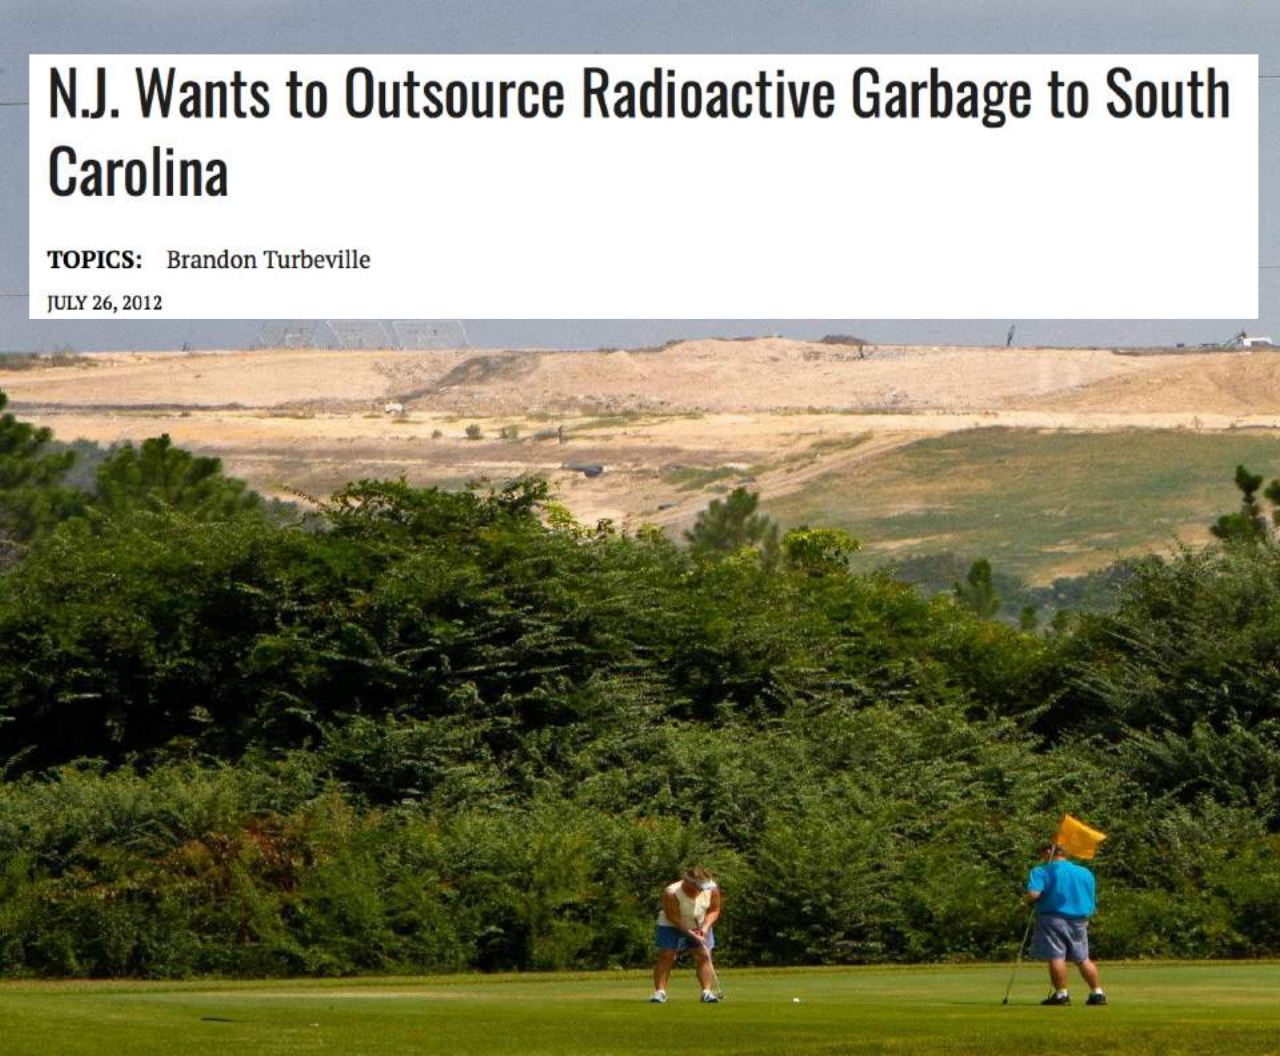 N.J. Wants to Outsource Radioactive Garbage to South
Carolina
TOPICS: Brandon Turbeville
JULY 26, 2012